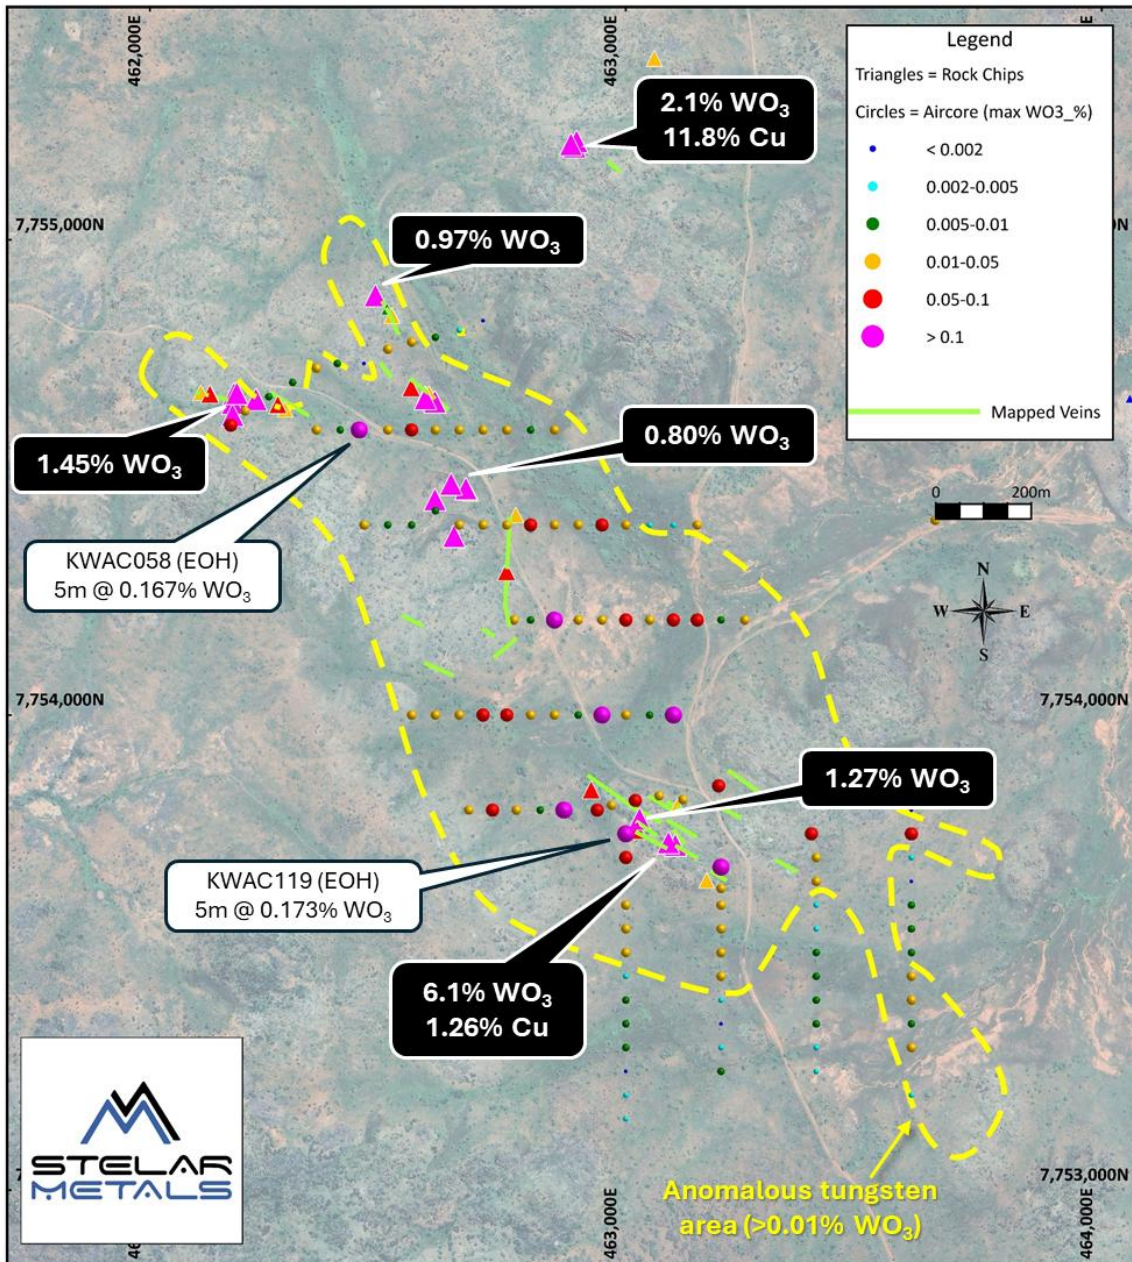 462,000E
463,000E
E
Legend
Triangles = Rock Chips
Circles = Aircore (max WO3_%)
< 0.002
0.002-0.005
0.005-0.01
0.01-0.05
0.05-0.1
> 0.1
Mapped Veins
2.1% WO₃
11.8% Cu
7,755,000N
N
0.97% WO₃
0.80% WO₃
1.45% WO₃
0 200m
KWAC058 (EOH)
5m @ 0.167% WO₃
N
W E
S
7,754,000N
7,754,000N
1.27% WO₃
KWAC119 (EOH)
5m @ 0.173% WO₃
6.1% WO₃
1.26% Cu
STELAR
METALS
7,753,000N
Anomalous tungsten
area (>0.01% WO₃)
463,000E
464,000E